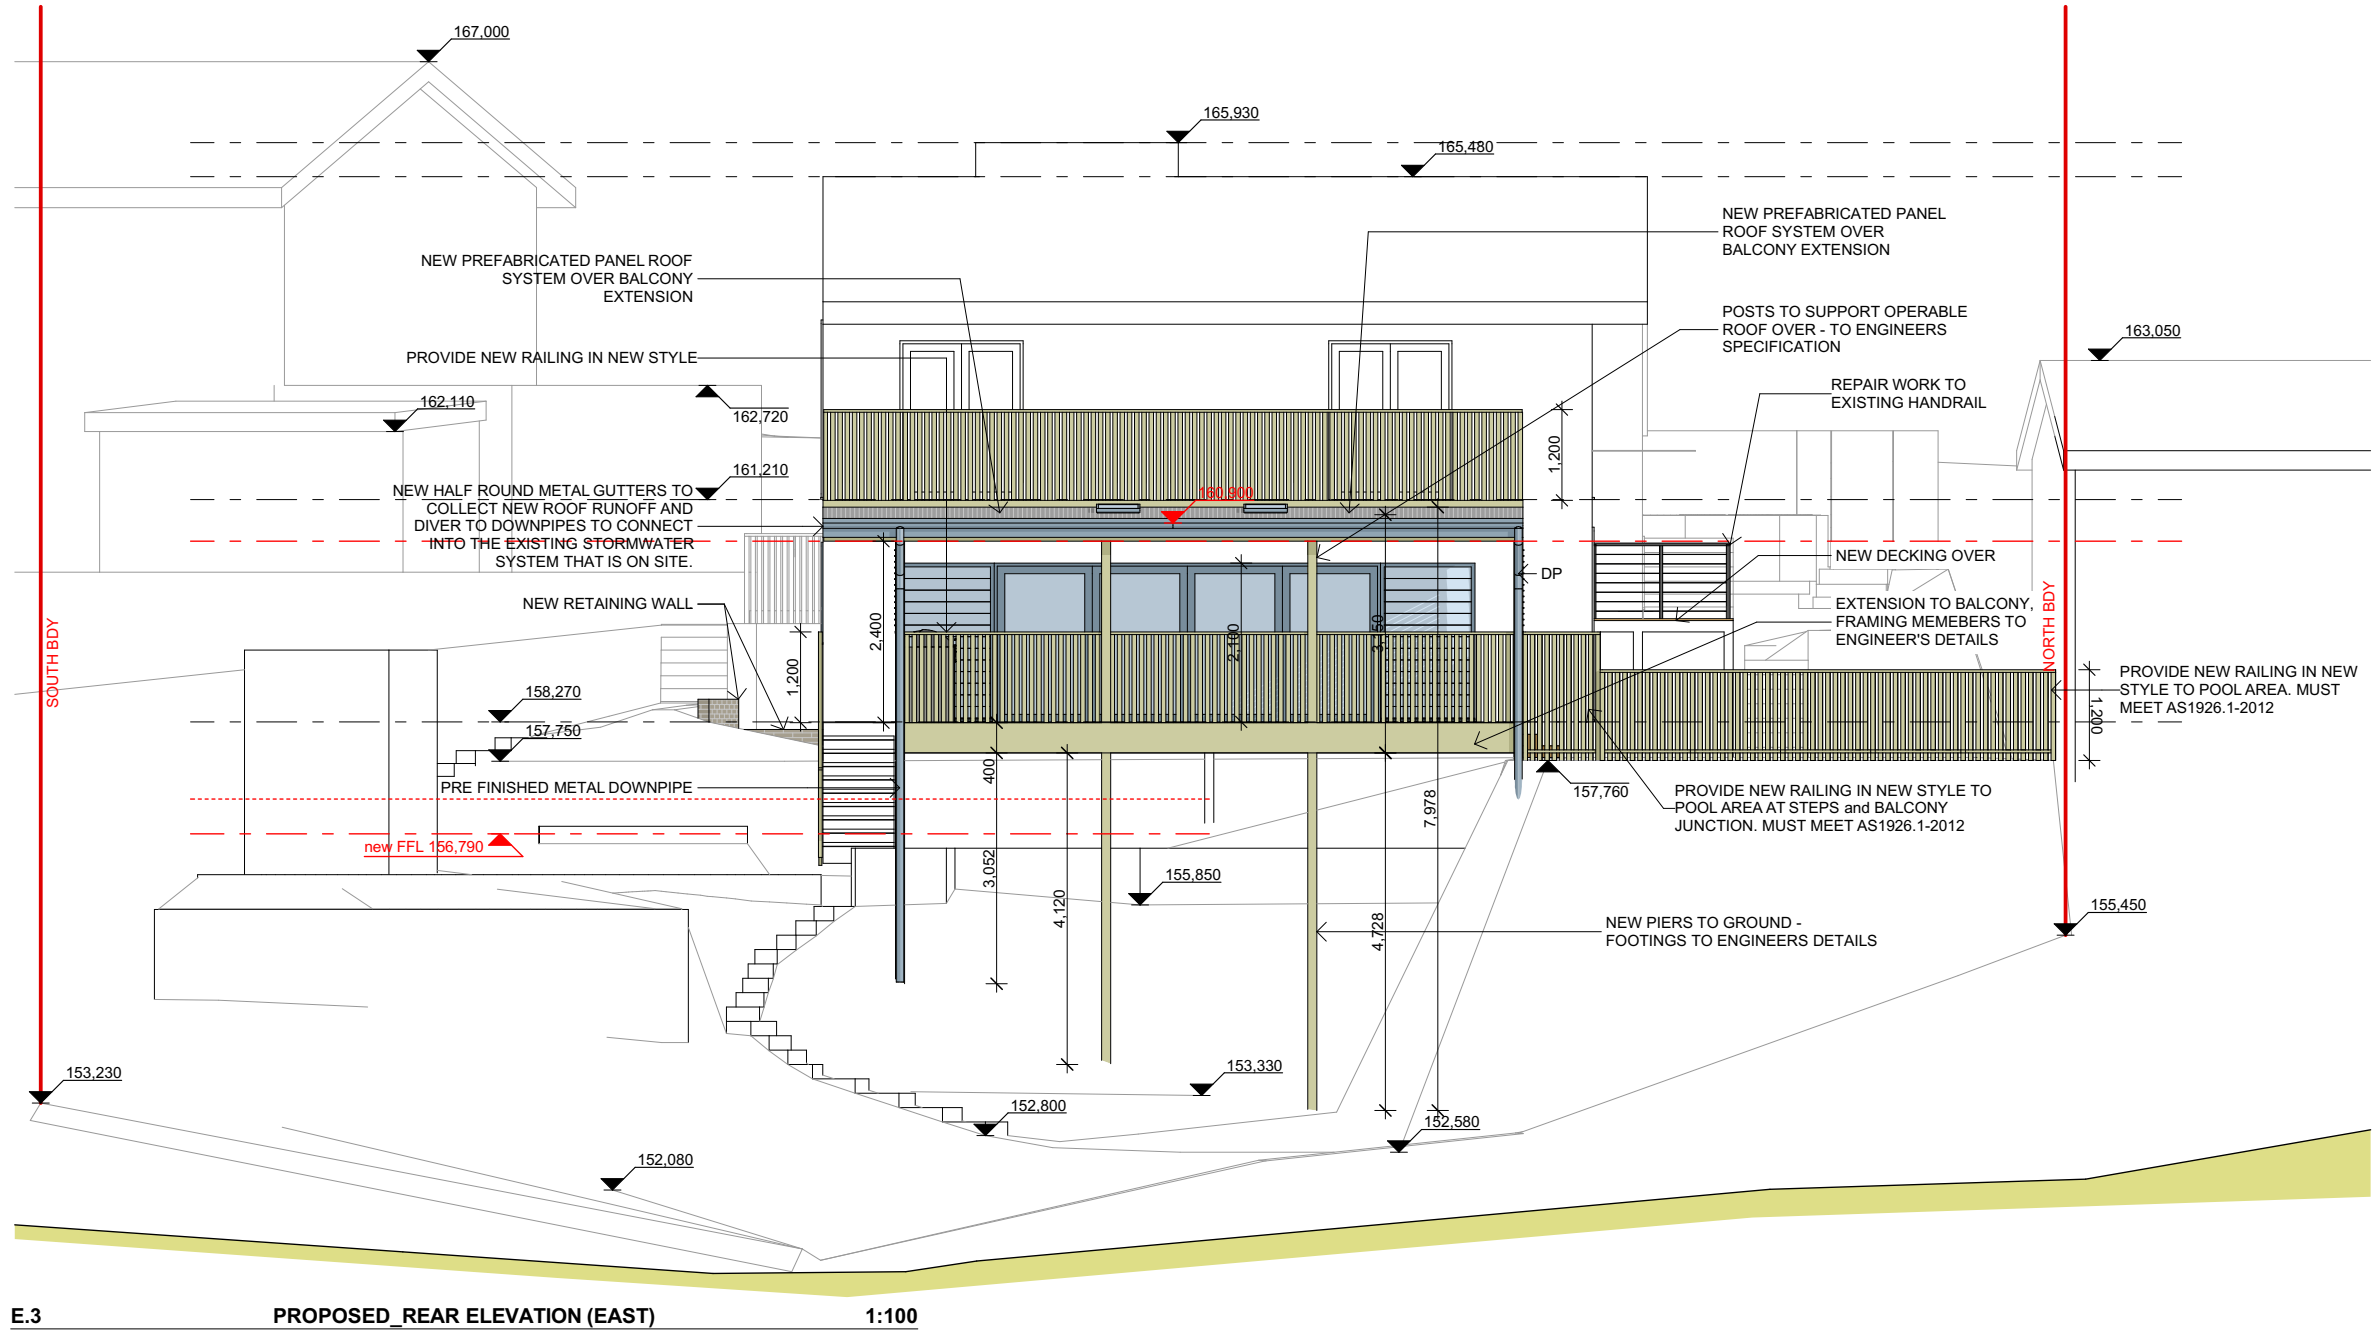 167,000
165,930
165,480
NEW PREFABRICATED PANEL
ROOF SYSTEM OVER
BALCONY EXTENSION
NEW PREFABRICATED PANEL ROOF
SYSTEM OVER BALCONY
EXTENSION
POSTS TO SUPPORT OPERABLE
ROOF OVER - TO ENGINEERS
SPECIFICATION
163,050
PROVIDE NEW RAILING IN NEW STYLE
REPAIR WORK TO
EXISTING HANDRAIL
162,110
162,720
1,200
161,210
NEW HALF ROUND METAL GUTTERS TO
COLLECT NEW ROOF RUNOFF AND
DIVER TO DOWNPIPES TO CONNECT
INTO THE EXISTING STORMWATER
SYSTEM THAT IS ON SITE.
160,900
NEW DECKING OVER
DP
NEW RETAINING WALL
EXTENSION TO BALCONY,
FRAMING MEMEBERS TO
ENGINEER'S DETAILS
SOUTH BDY
NORTH BDY
2,400
2,100
3,150
1,200
PROVIDE NEW RAILING IN NEW
STYLE TO POOL AREA. MUST
MEET AS1926.1-2012
1,200
158,270
157,750
PRE FINISHED METAL DOWNPIPE
400
157,760
7,978
PROVIDE NEW RAILING IN NEW STYLE TO
POOL AREA AT STEPS and BALCONY
JUNCTION. MUST MEET AS1926.1-2012
new FFL 156,790
3,052
155,850
4,120
4,728
155,450
NEW PIERS TO GROUND -
FOOTINGS TO ENGINEERS DETAILS
153,230
153,330
152,800
152,580
152,080
E.3 PROPOSED_REAR ELEVATION (EAST) 1:100